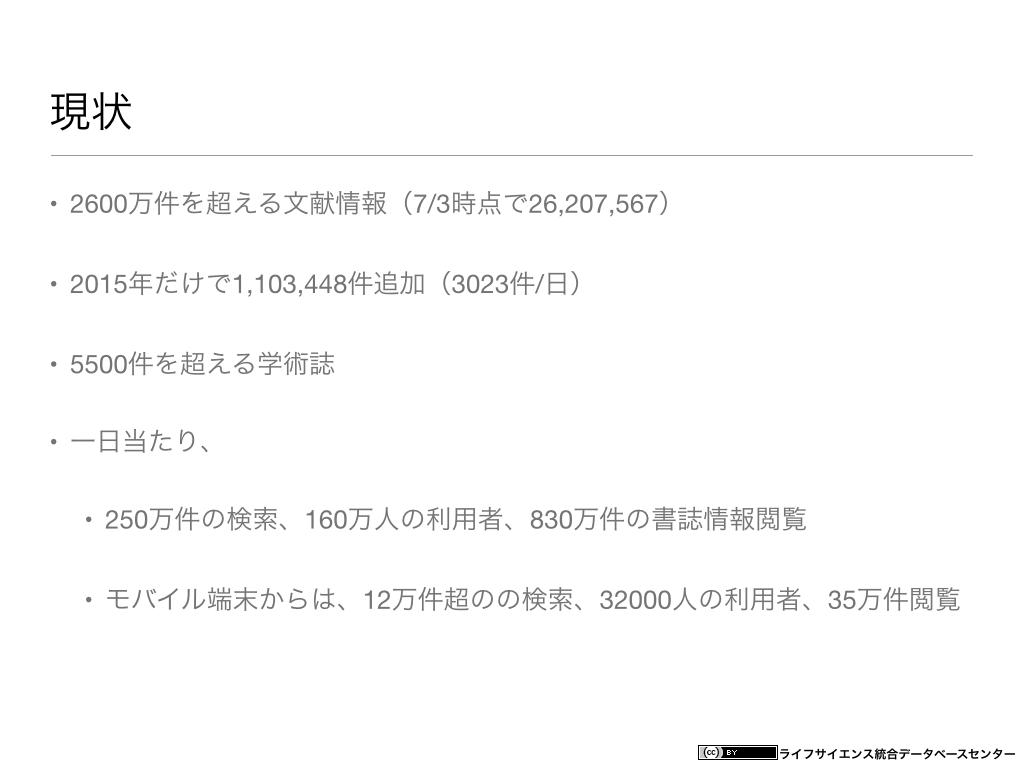 現状
• 2600万件を超える文献情報（7/3時点で26,207,567）
• 2015年だけで1,103,448件追加（3023件/日）
• 5500件を超える学術誌
• 一日当たり、
• 250万件の検索、160万人の利用者、830万件の書誌情報閲覧
• モバイル端末からは、12万件超のの検索、32000人の利用者、35万件閲覧
(cc) BY ライフサイエンス統合データベースセンター